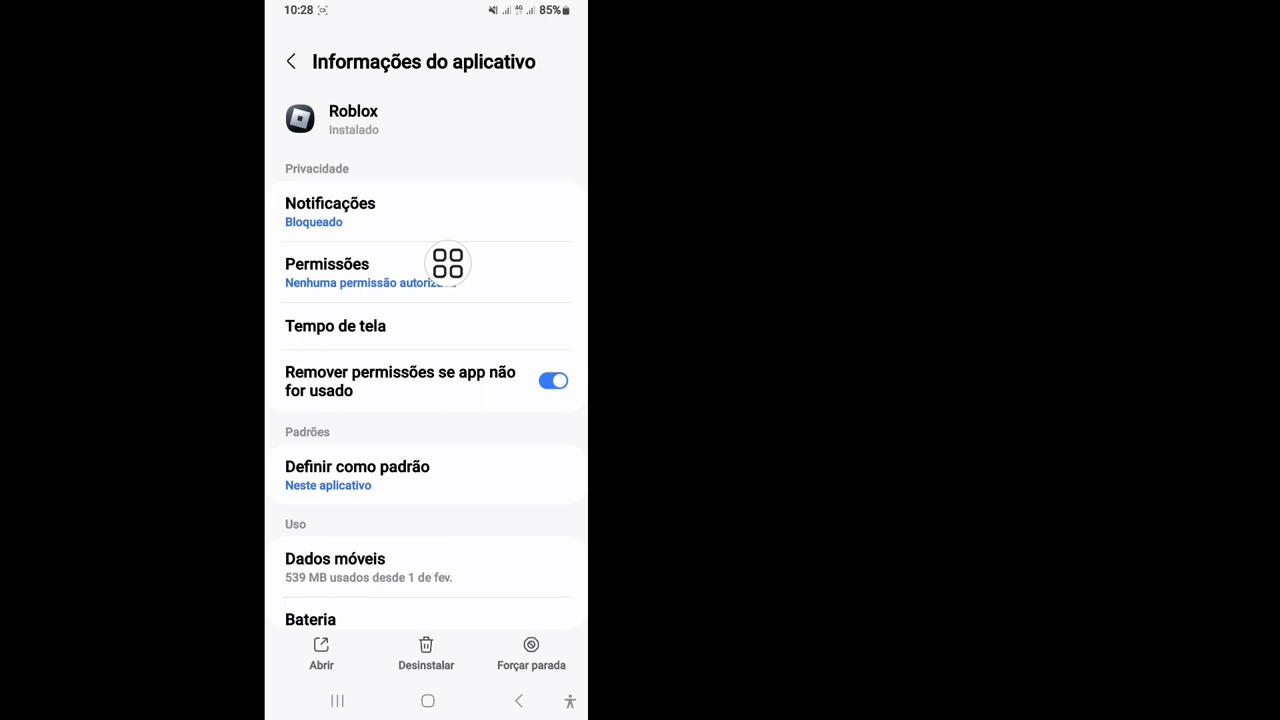 10:28
4G
85%
Informações do aplicativo
Roblox
Instalado
Privacidade
Notificações
Bloqueado
Permissões
Nenhuma permissão
Tempo de tela
Remover permissões se app não
for usado
Padrões
Definir como padrão
Neste aplicativo
Uso
Dados móveis
539 MB usados desde 1 de fev.
Bateria
Abrir
Desinstalar
Forçar parada